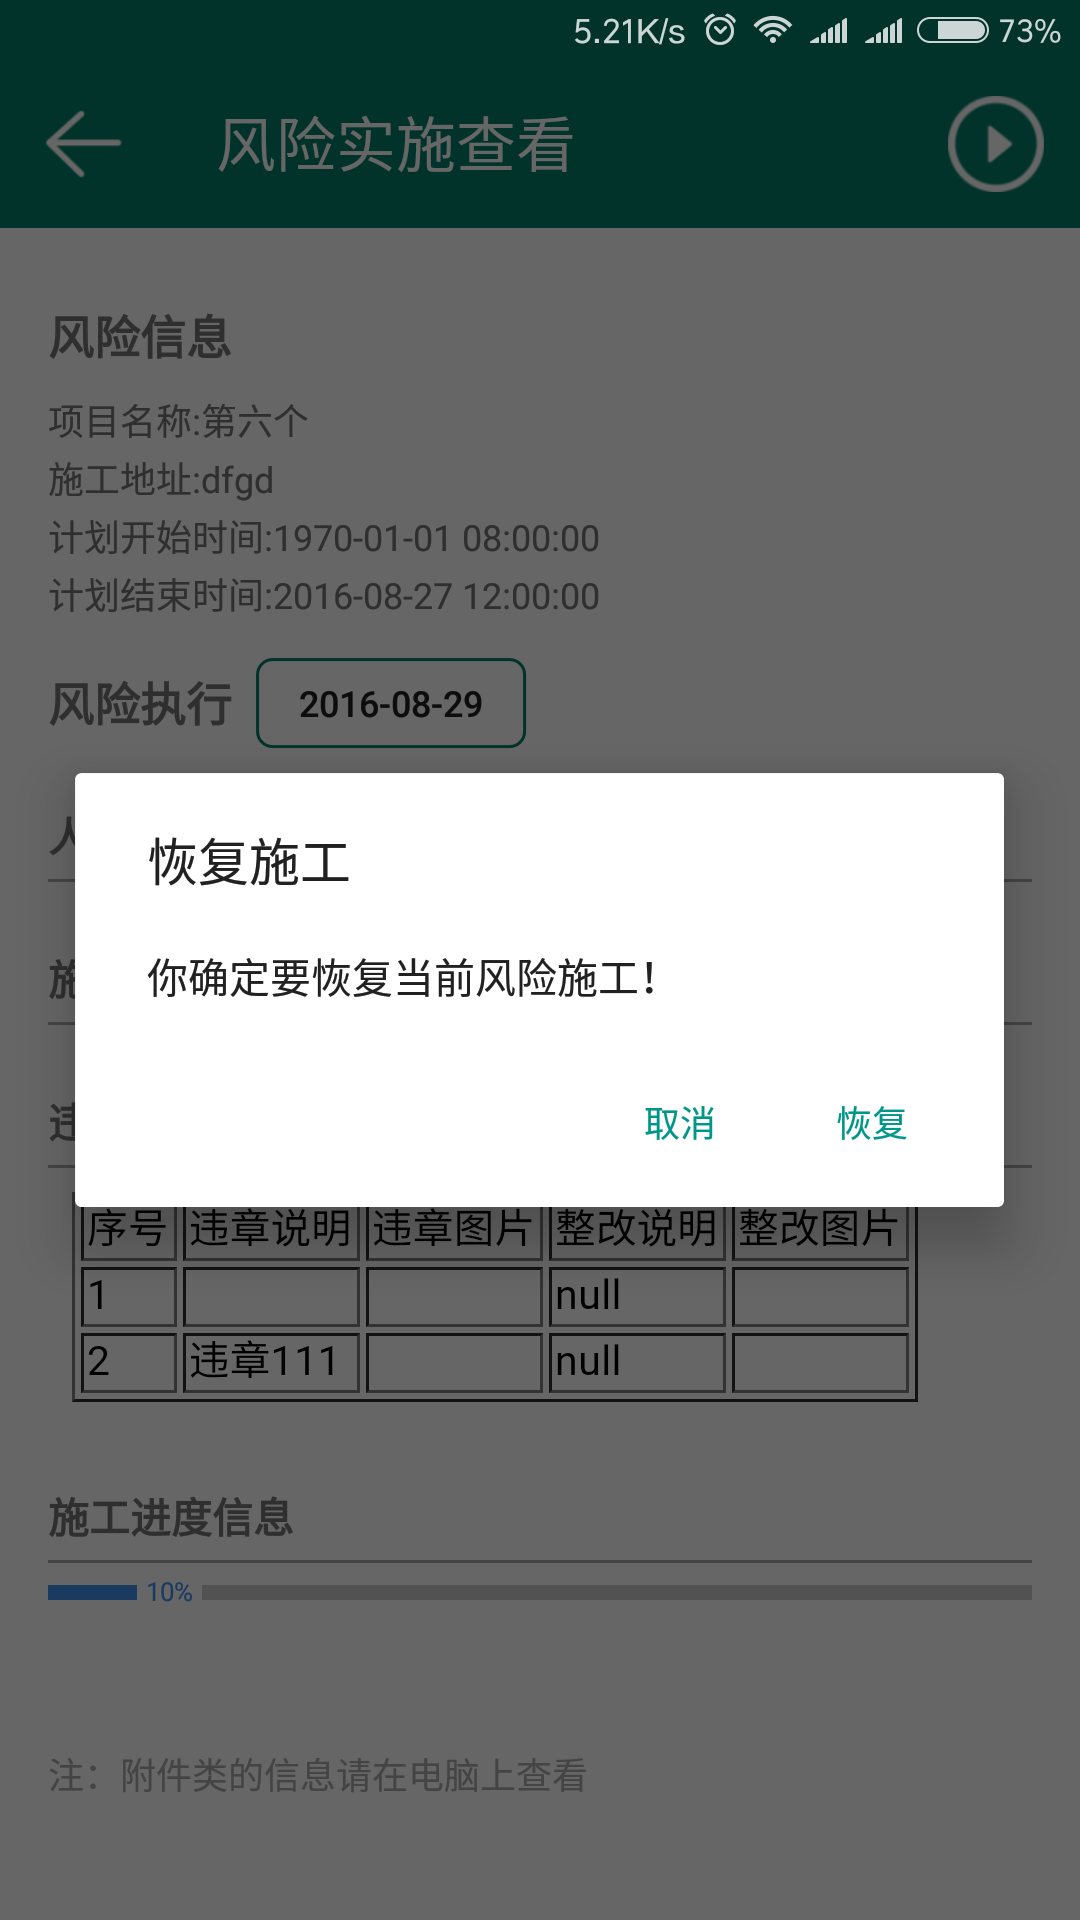 5.21K/s 73%
风险实施查看
风险信息
项目名称:第六个
施工地址:dfgd
计划开始时间:1970-01-01 08:00:00
计划结束时间:2016-08-27 12:00:00
风险执行 2016-08-29
恢复施工
你确定要恢复当前风险施工！
取消 恢复
序号 违章说明 违章图片 整改说明 整改图片
1 null
2 违章111 null
施工进度信息
10%
注：附件类的信息请在电脑上查看